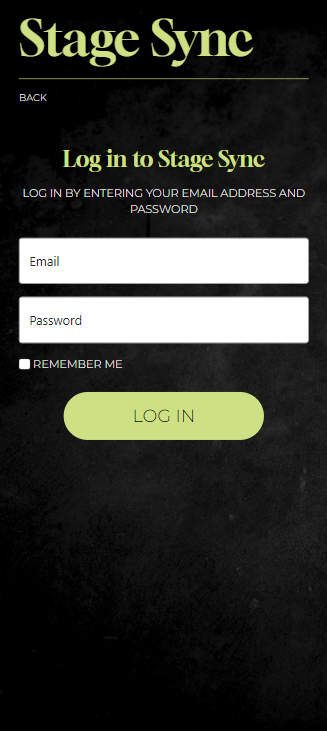 Stage Sync
BACK
Log in to Stage Sync
LOG IN BY ENTERING YOUR EMAIL ADDRESS AND
PASSWORD
Email
Password
REMEMBER ME
LOG IN